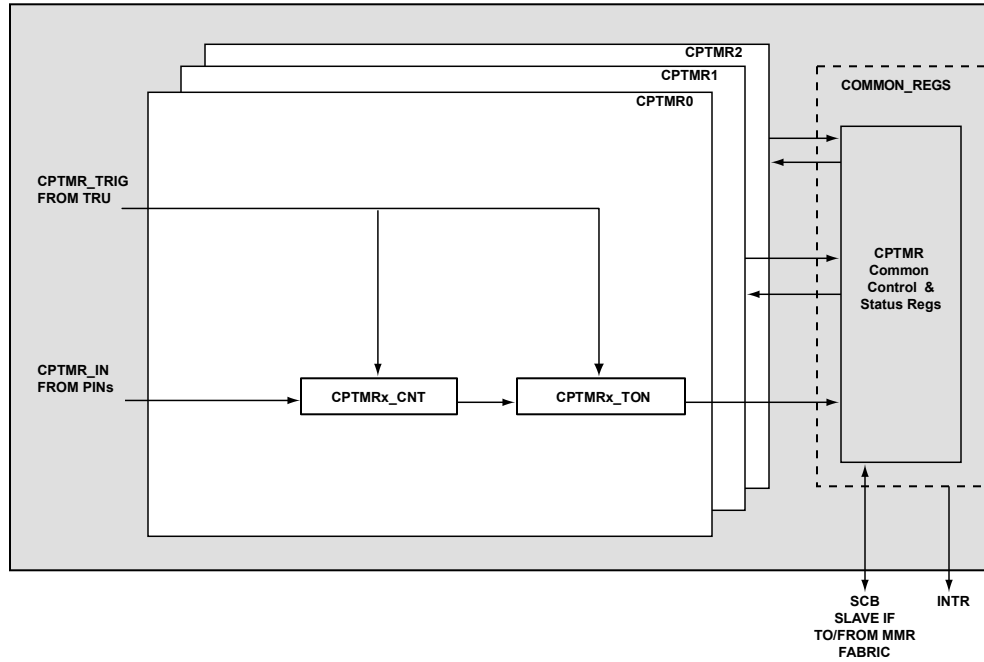 CPTMR2
CPTMR1
CPTMR0
COMMON_REGS
CPTMR_TRIG
FROM TRU
CPTMR
Common
Control &
Status Regs
CPTMR_IN
FROM PINs
CPTMRx_CNT
CPTMRx_TON
SCB
SLAVE IF
TO/FROM MMR
FABRIC
INTR